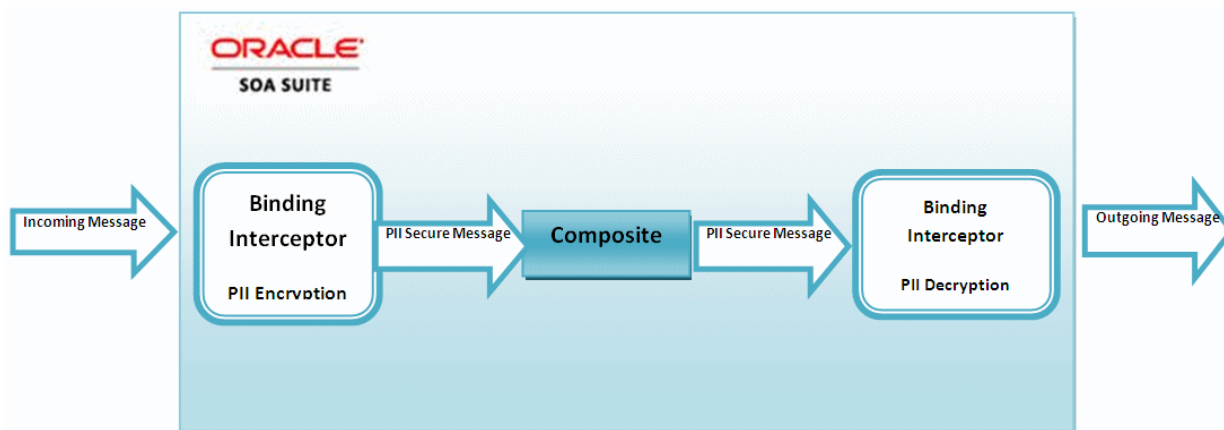 ORACLE
SOA SUITE
Incoming Message
Binding
Interceptor
PII Encryption
PII Secure Message
Composite
PII Secure Message
Binding
Interceptor
PII Decryption
Outgoing Message